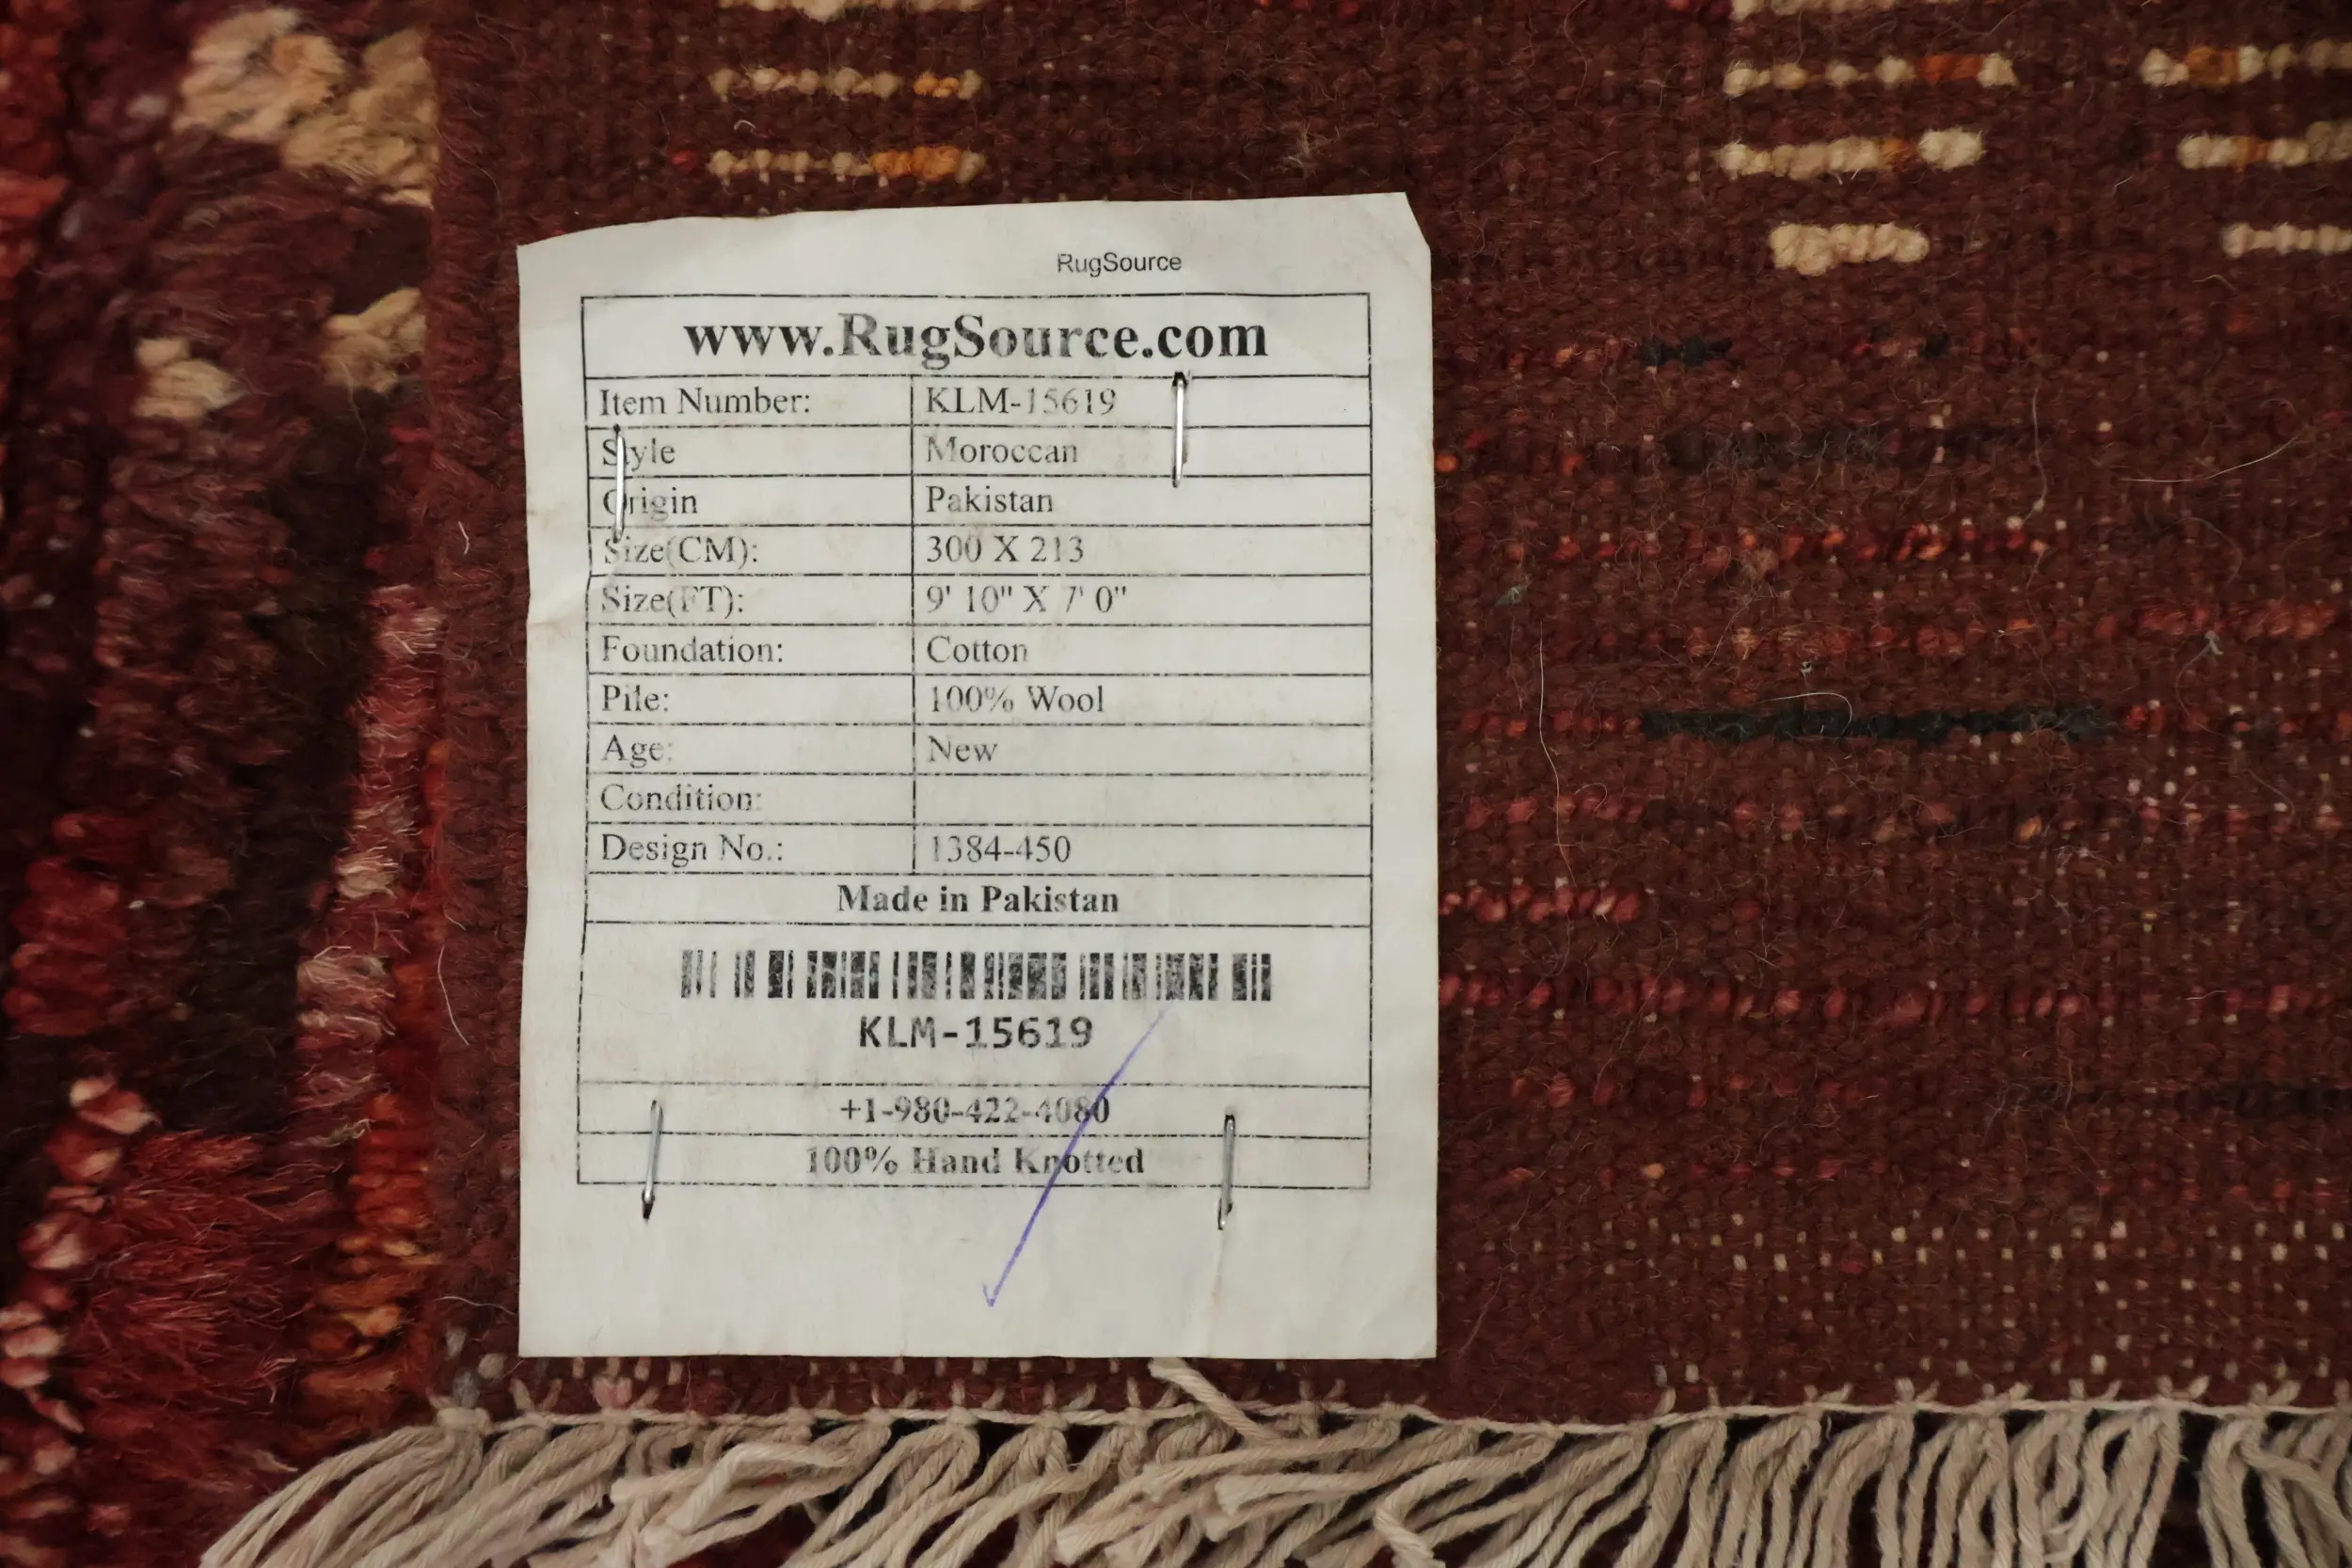 RugSource
www.RugSource.com
Item Number: KLM-15619
Style Moroccan
Origin Pakistan
Size(CM): 300 X 213
Size(FT): 9' 10" X 7' 0"
Foundation: Cotton
Pile: 100% Wool
Age: New
Condition:
Design No.: 1384-450
Made in Pakistan
KLM-15619
+1-980-422-4080
100% Hand Knotted